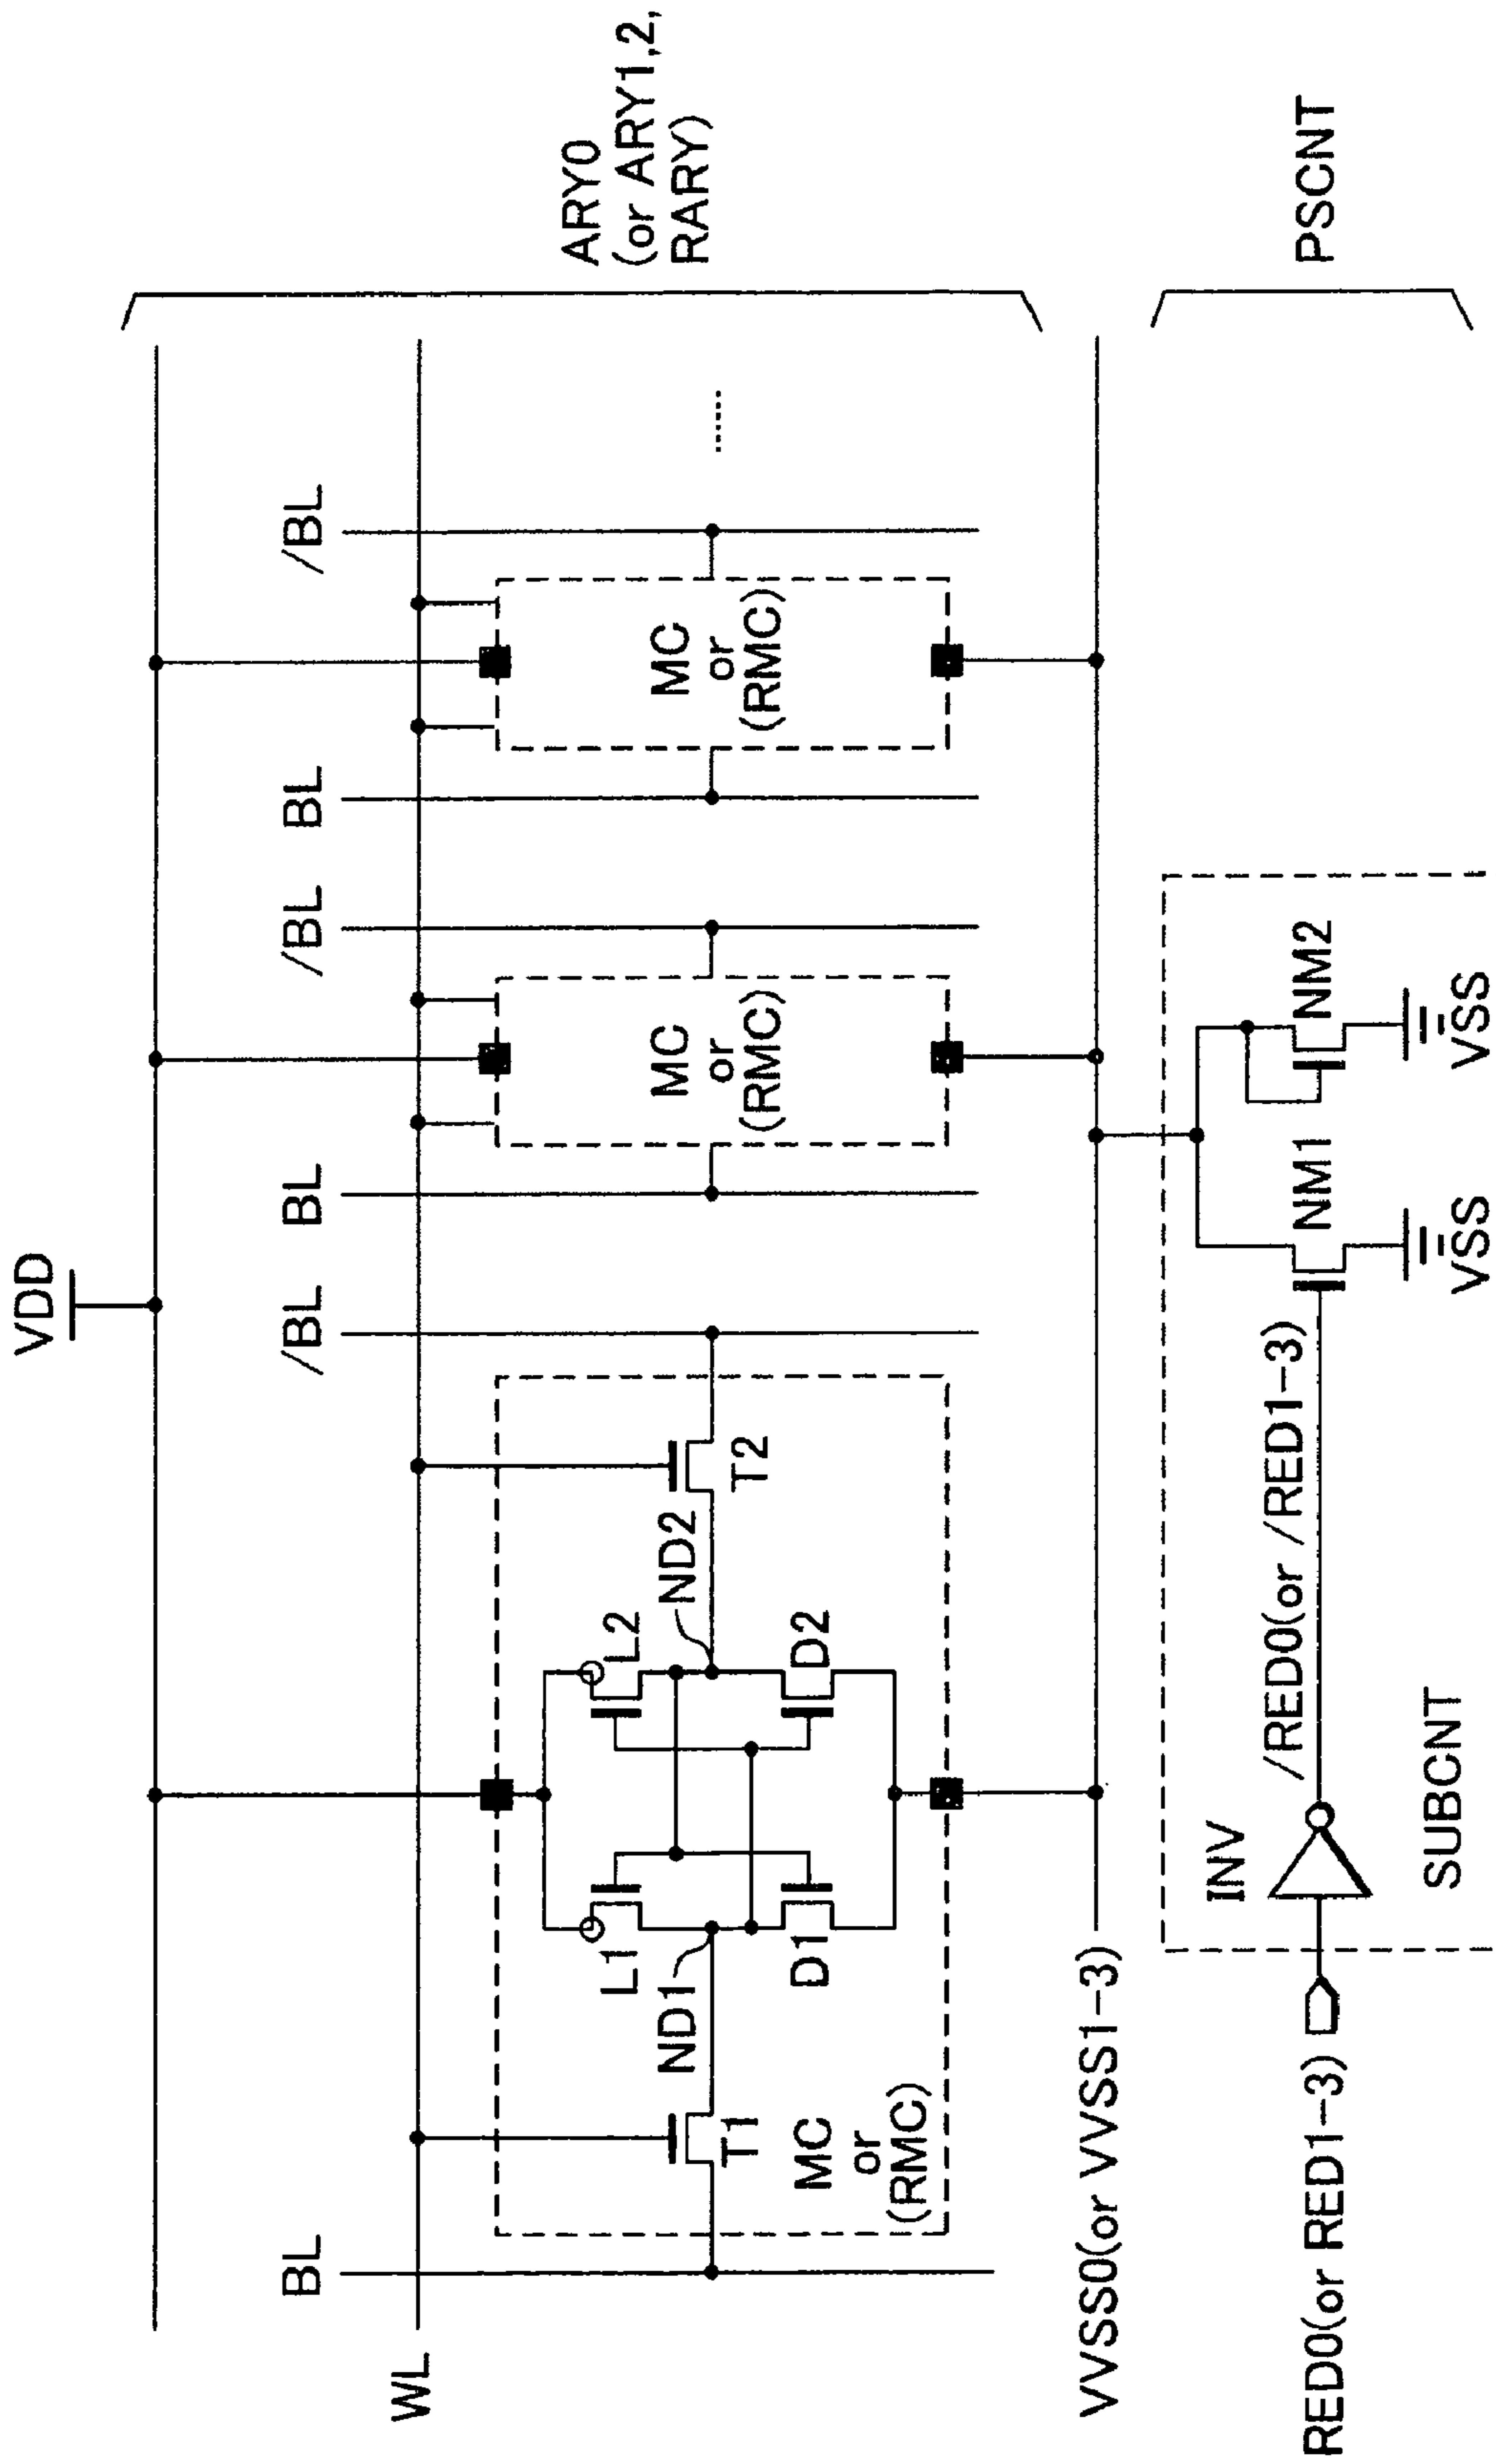 VDD
WL
BL
/BL
BL
/BL
BL
/BL
ARY0
(or ARY1,2,
RARY)
T1
ND1
L1
L2
ND2
T2
D1
D2
MC
or
(RMC)
MC
or
(RMC)
MC
or
(RMC)
......
VVSS0(or VVSS1-3)
RED0(or RED1-3)
INV
/RED0(or /RED1-3)
NM1
NM2
VSS
VSS
SUBCNT
PSCNT